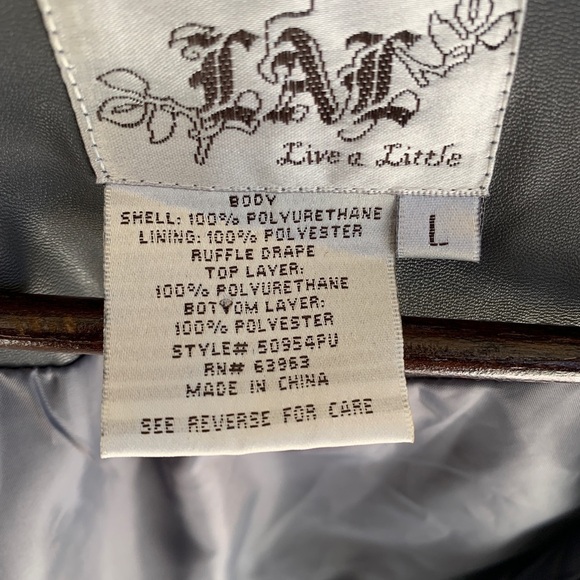 LAL
Live a Little
L
BODY
SHELL: 100% POLYURETHANE
LINING: 100% POLYESTER
RUFFLE DRAPE
TOP LAYER:
100% POLYURETHANE
BOTTOM LAYER:
100% POLYESTER
STYLE# 50954PU
RN# 63963
MADE IN CHINA
SEE REVERSE FOR CARE